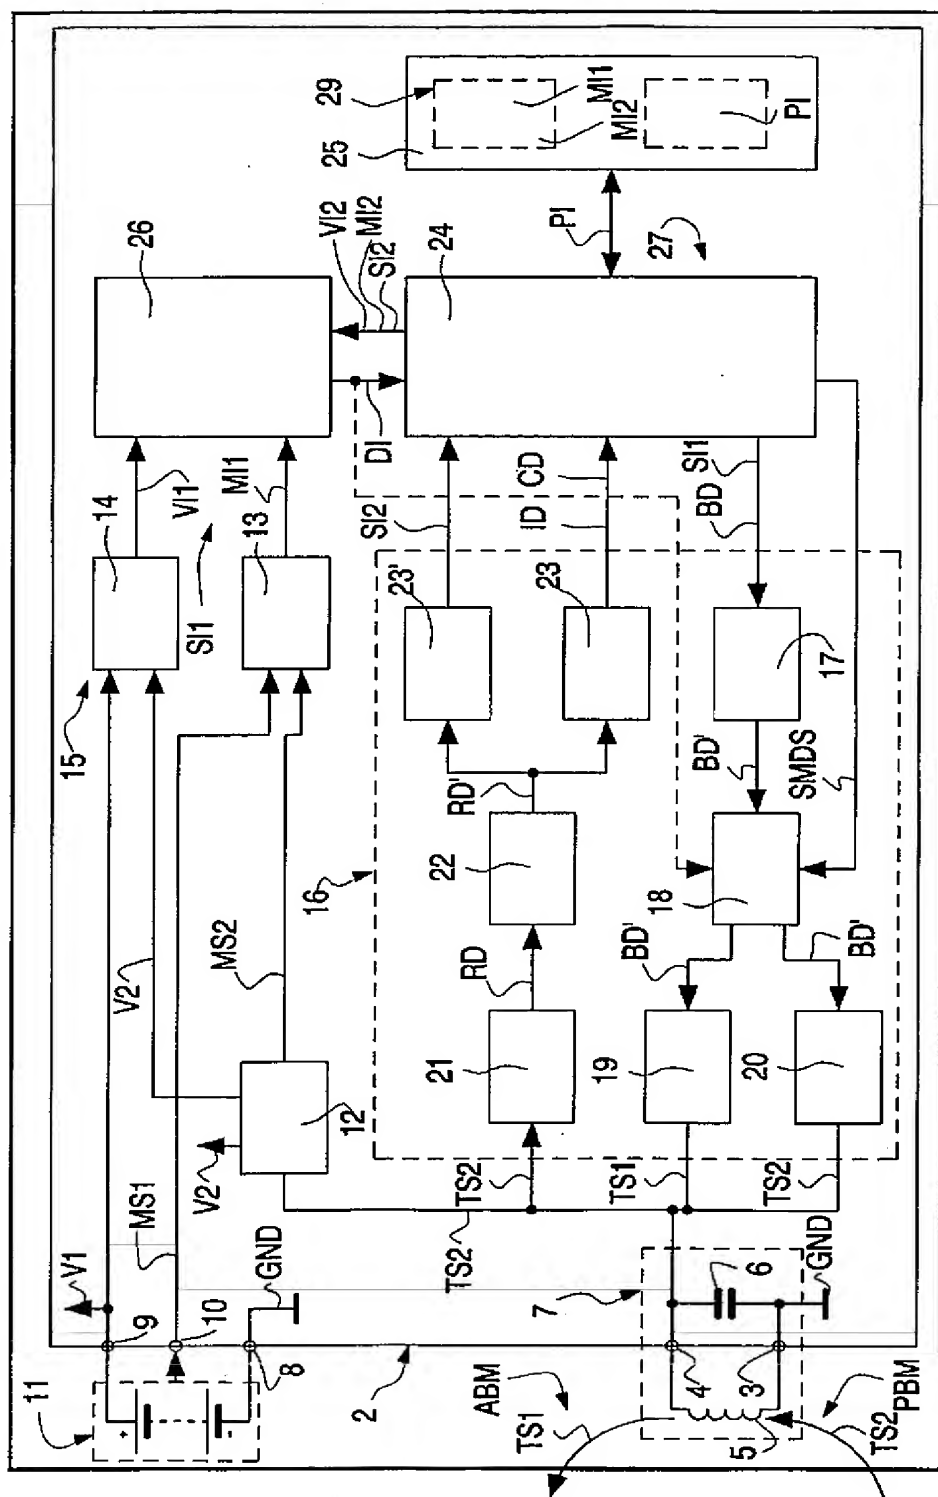 11
V1
15
14
V2
9
MS1
26
10
VI1
V2
SI1
MS2
MI1
13
GND
8
16
VI2
29
12
25
MI2
DI
SI2
2
SI2
23'
21
22
24
TS2
TS2
RD
RD'
ABM
TS1
ID
CD
23
PI
7
MI2
MI1
19
BD'
18
27
4
TS1
BD'
BD
SI1
5
3
6
20
BD'
17
PI
TS2
PBM
GND
TS2
SMDS